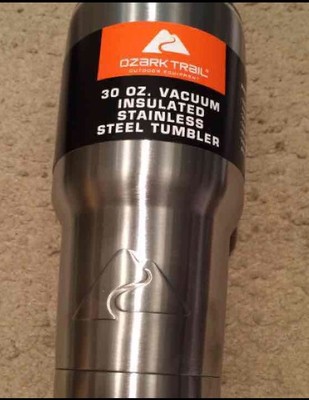 OZARK TRAIL
OUTDOOR EQUIPMENT
30 OZ. VACUUM
INSULATED
STAINLESS
STEEL TUMBLER